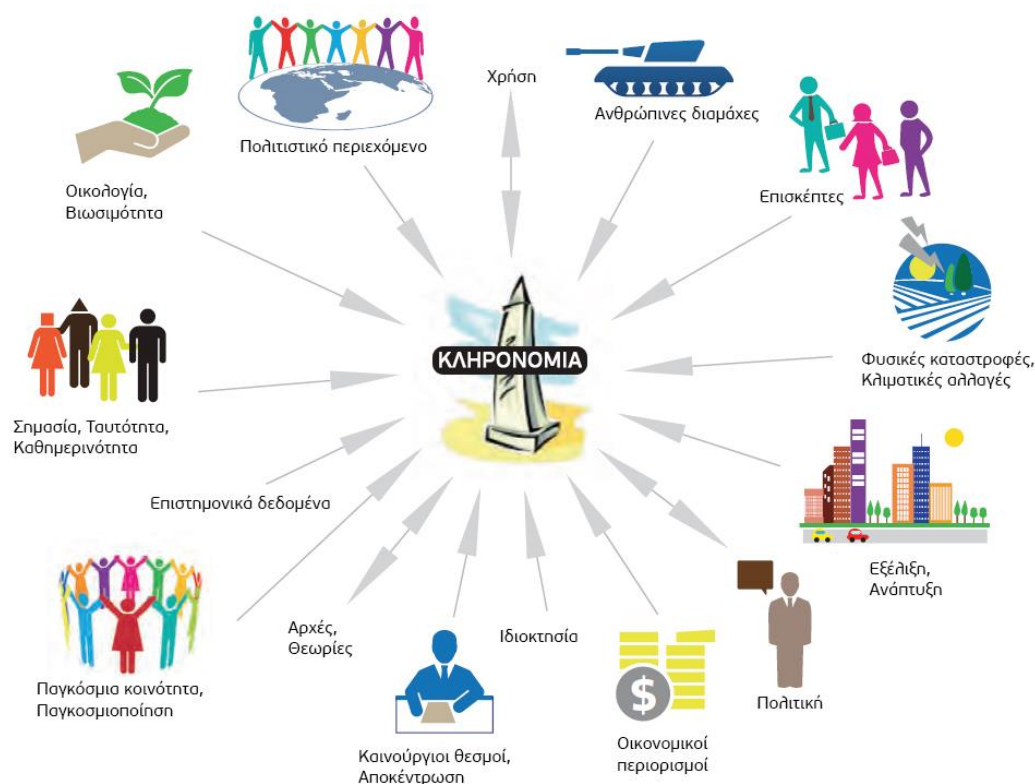 Χρήση
Ανθρώπινες διαμάχες
Πολιτιστικό περιεχόμενο
Οικολογία,
Βιωσιμότητα
Επισκέπτες
ΚΛΗΡΟΝΟΜΙΑ
Φυσικές καταστροφές,
Κλιματικές αλλαγές
Σημασία, Ταυτότητα,
Καθημερινότητα
Επιστημονικά δεδομένα
Εξέλιξη,
Ανάπτυξη
Αρχές,
Θεωρίες
Ιδιοκτησία
$
Πολιτική
Παγκόσμια κοινότητα,
Παγκοσμιοποίηση
Καινούργιοι θεσμοί,
Αποκέντρωση
Οικονομικοί
περιορισμοί